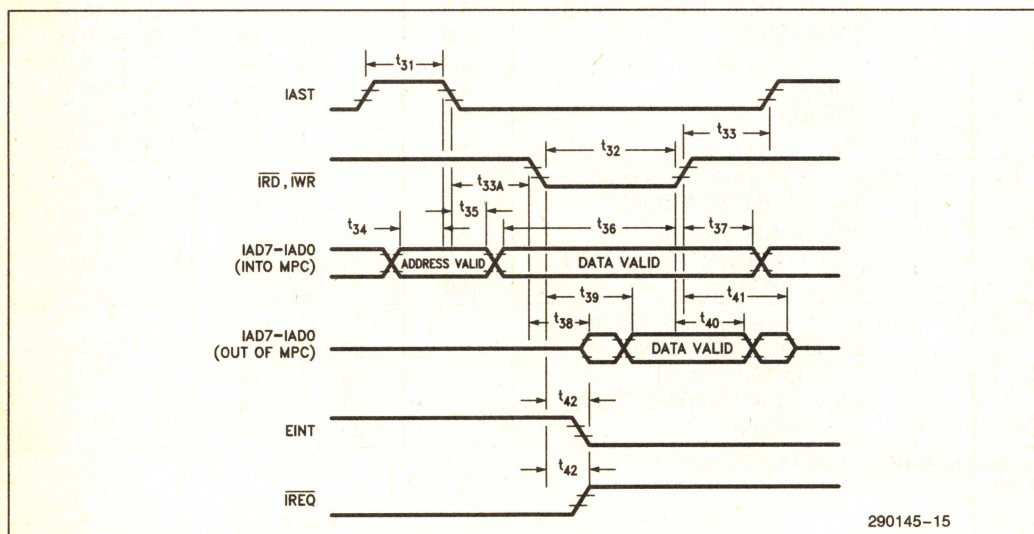 t31
IAST
t33
t32
IRD, IWR
t33A
t35
t34
t36
t37
IAD7-IAD0
(INTO MPC)
ADDRESS VALID
DATA VALID
t39
t41
t38
t40
IAD7-IAD0
(OUT OF MPC)
DATA VALID
t42
EINT
t42
IREQ
290145-15